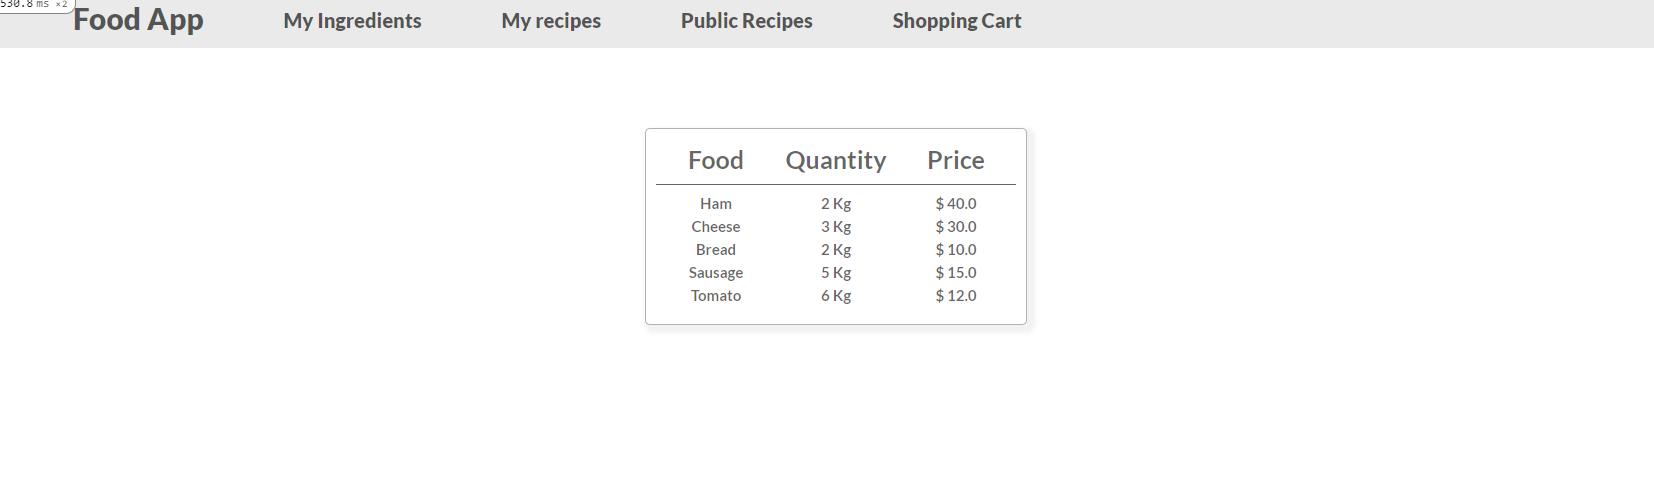 530.8 ms ×2
Food App My Ingredients My recipes Public Recipes Shopping Cart
Food Quantity Price
Ham 2 Kg $ 40.0
Cheese 3 Kg $ 30.0
Bread 2 Kg $ 10.0
Sausage 5 Kg $ 15.0
Tomato 6 Kg $ 12.0